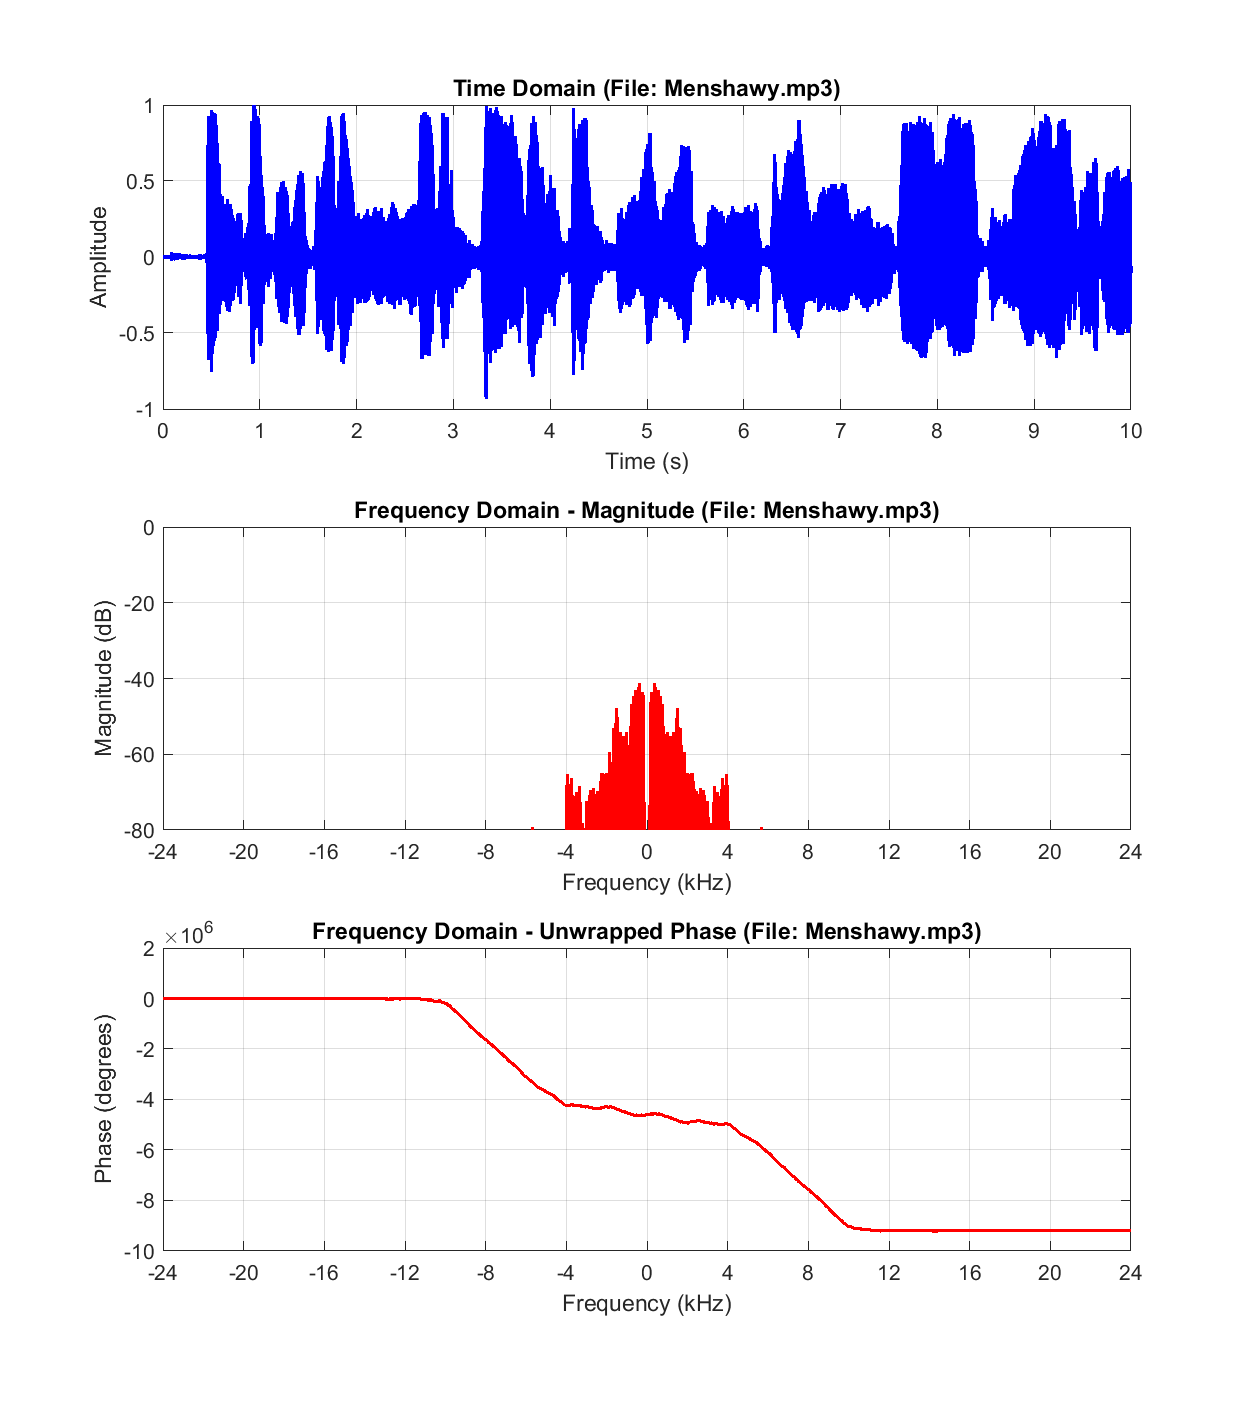 Time Domain (File: Menshawy.mp3)
1
0.5
0
-0.5
-1
Amplitude
0 1 2 3 4 5 6 7 8 9 10
Time (s)
Frequency Domain - Magnitude (File: Menshawy.mp3)
0
-20
-40
-60
-80
Magnitude (dB)
-24 -20 -16 -12 -8 -4 0 4 8 12 16 20 24
Frequency (kHz)
Frequency Domain - Unwrapped Phase (File: Menshawy.mp3)
×10^6
2
0
-2
-4
-6
-8
-10
Phase (degrees)
-24 -20 -16 -12 -8 -4 0 4 8 12 16 20 24
Frequency (kHz)